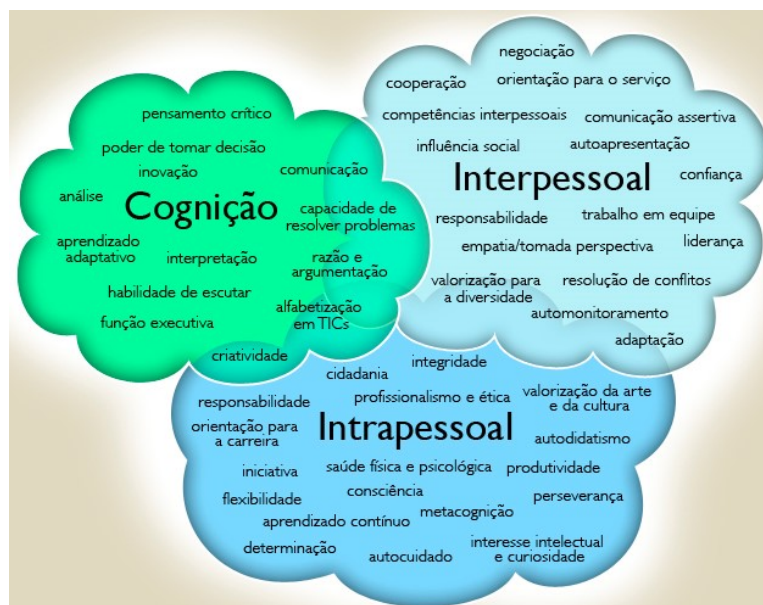 pensamento crítico
poder de tomar decisão
inovação
comunicação
análise
Cognição
capacidade de
resolver problemas
aprendizado
adaptativo
interpretação
razão e
argumentação
habilidade de escutar
função executiva
alfabetização
em TICs
criatividade
negociação
cooperação
orientação para o serviço
competências interpessoais
comunicação assertiva
influência social
autoapresentação
Interpessoal
confiança
responsabilidade
trabalho em equipe
empatia/tomada perspectiva
liderança
valorização para
a diversidade
resolução de conflitos
automonitoramento
adaptação
integridade
cidadania
responsabilidade
profissionalismo e ética
valorização da arte
e da cultura
orientação para
a carreira
Intrapessoal
autodidatismo
iniciativa
saúde física e psicológica
produtividade
flexibilidade
consciência
perseverança
metacognição
aprendizado contínuo
determinação
autocuidado
interesse intelectual
e curiosidade